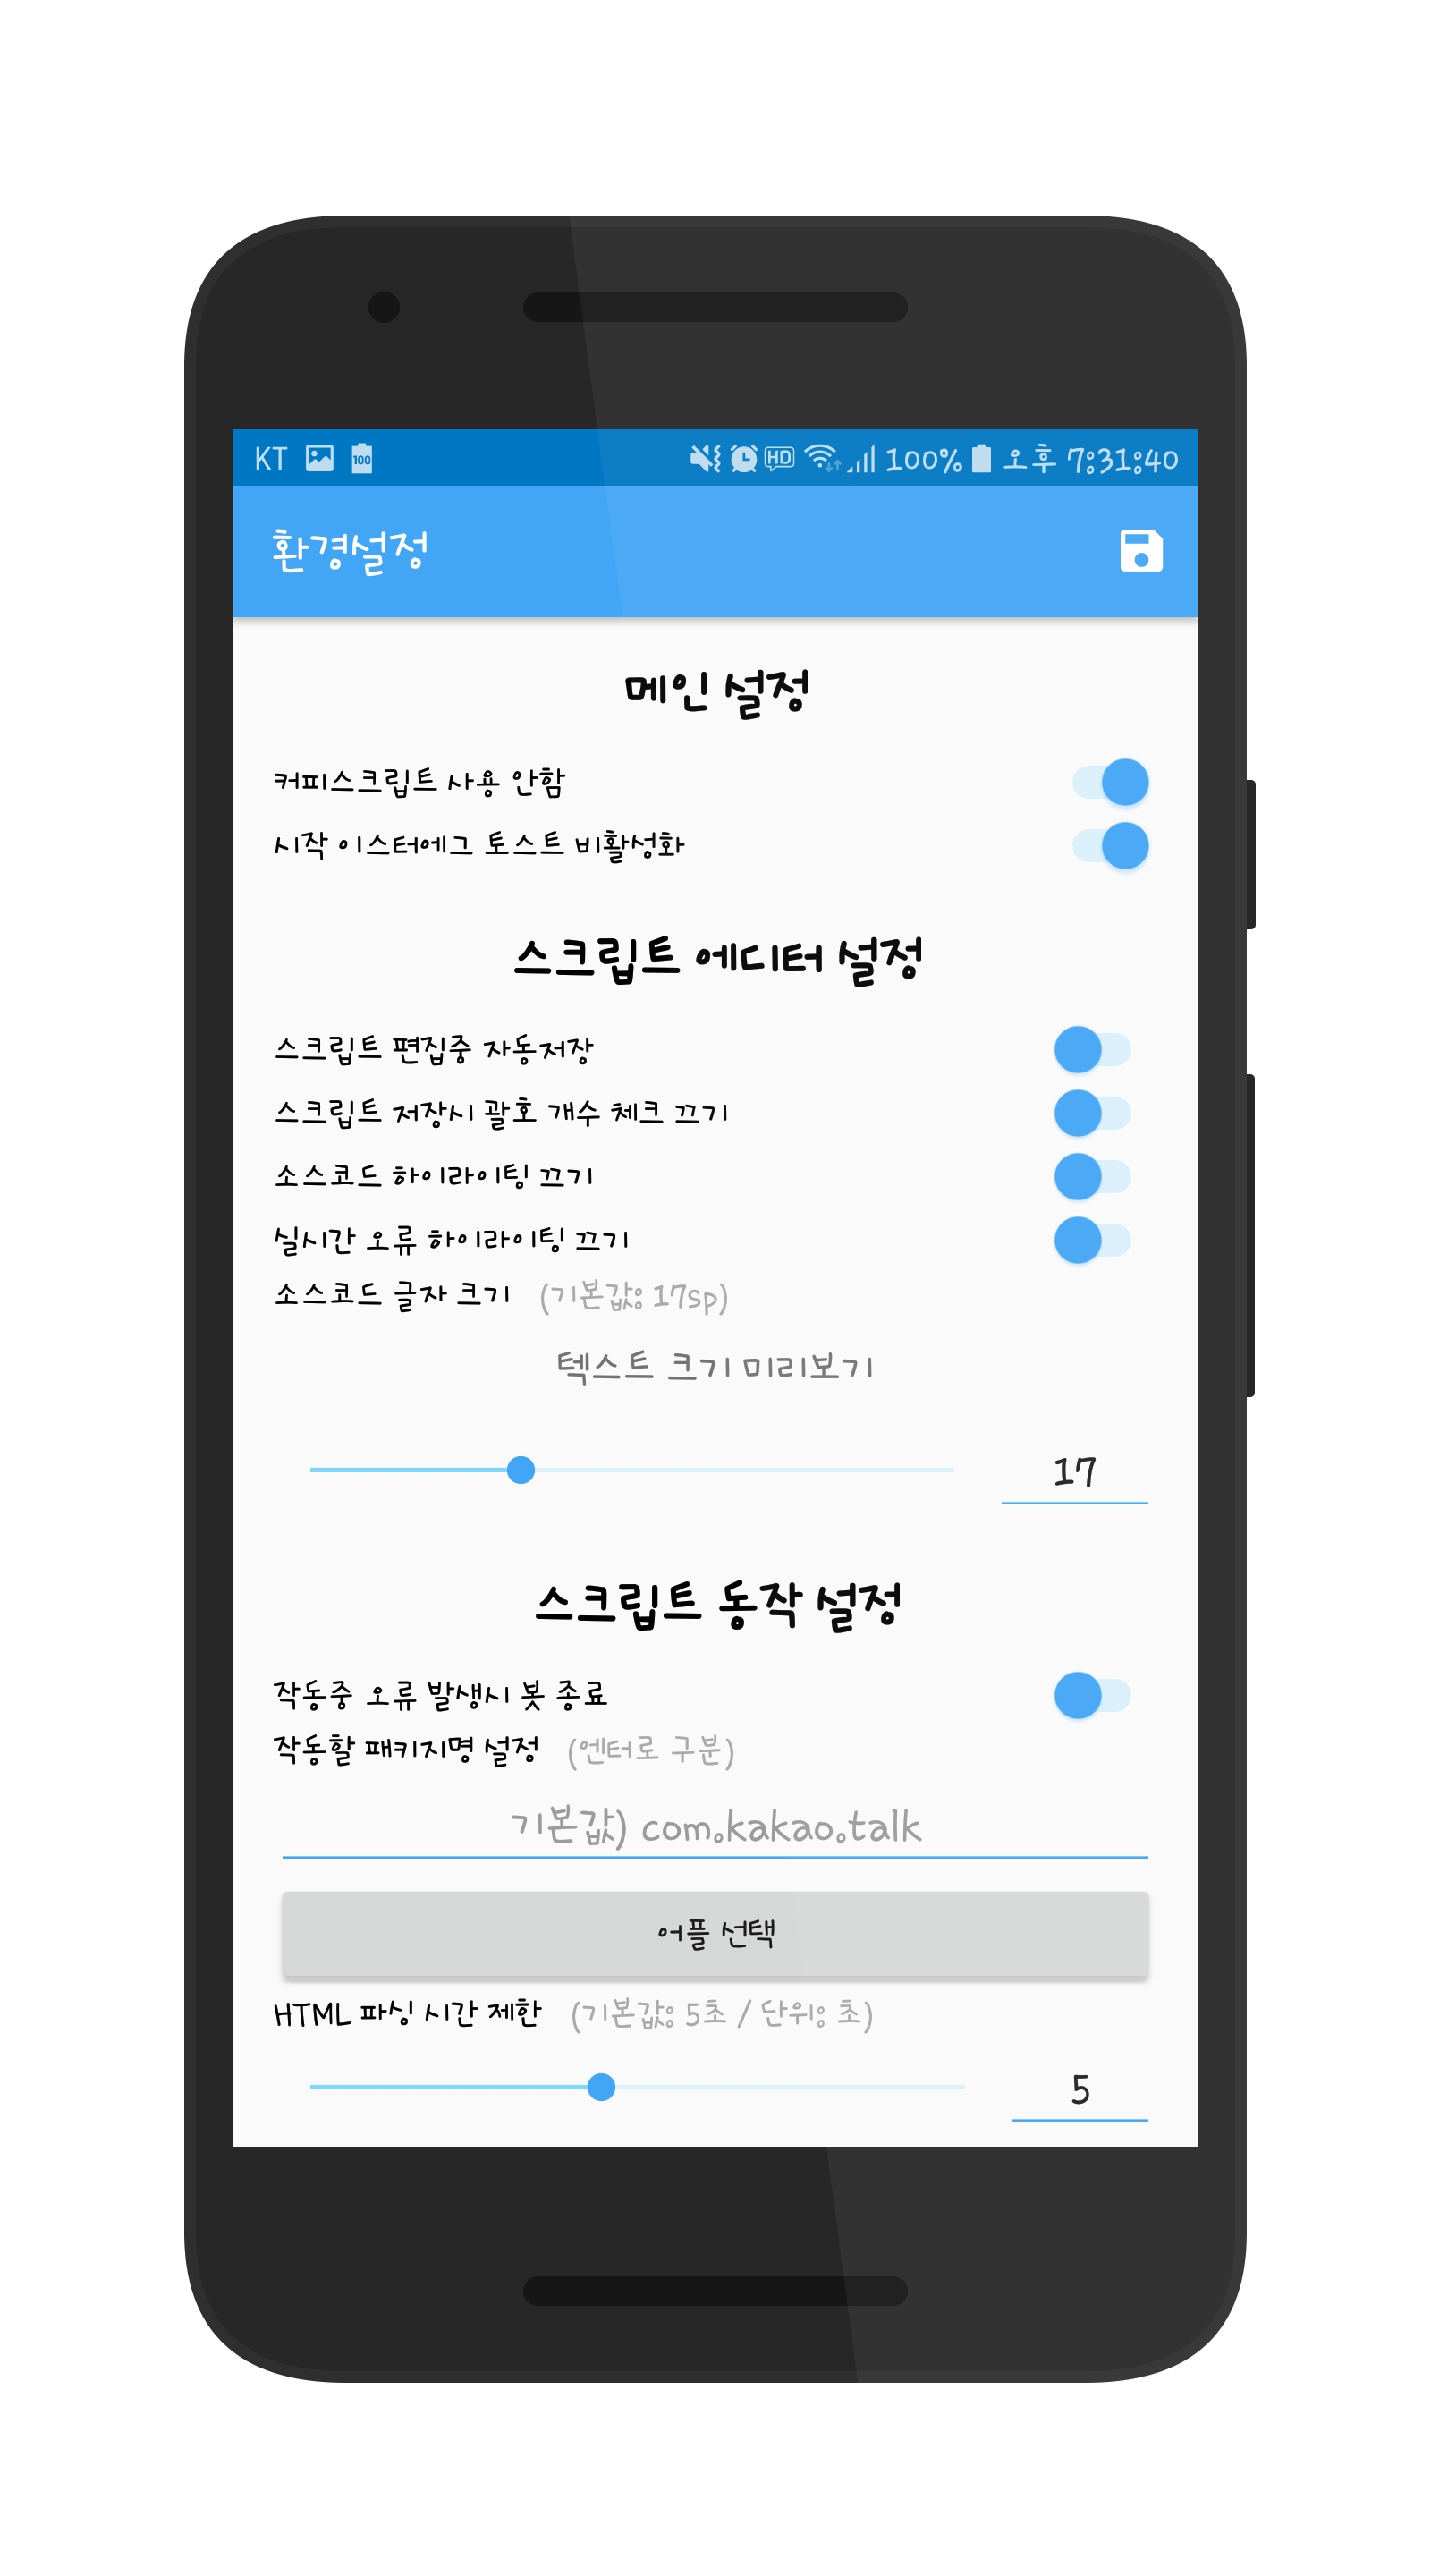 KT 100 HD 100% 오후 7:31:40
환경설정
메인 설정
커피스크립트 사용 안함
시작 이스터에그 토스트 비활성화
스크립트 에디터 설정
스크립트 편집중 자동저장
스크립트 저장시 괄호 개수 체크 끄기
소스코드 하이라이팅 끄기
실시간 오류 하이라이팅 끄기
소스코드 글자 크기 (기본값: 17sp)
텍스트 크기 미리보기
17
스크립트 동작 설정
작동중 오류 발생시 봇 종료
작동할 패키지명 설정 (엔터로 구분)
기본값) com.kakao.talk
어플 선택
HTML 파싱 시간 제한 (기본값: 5초 / 단위: 초)
5